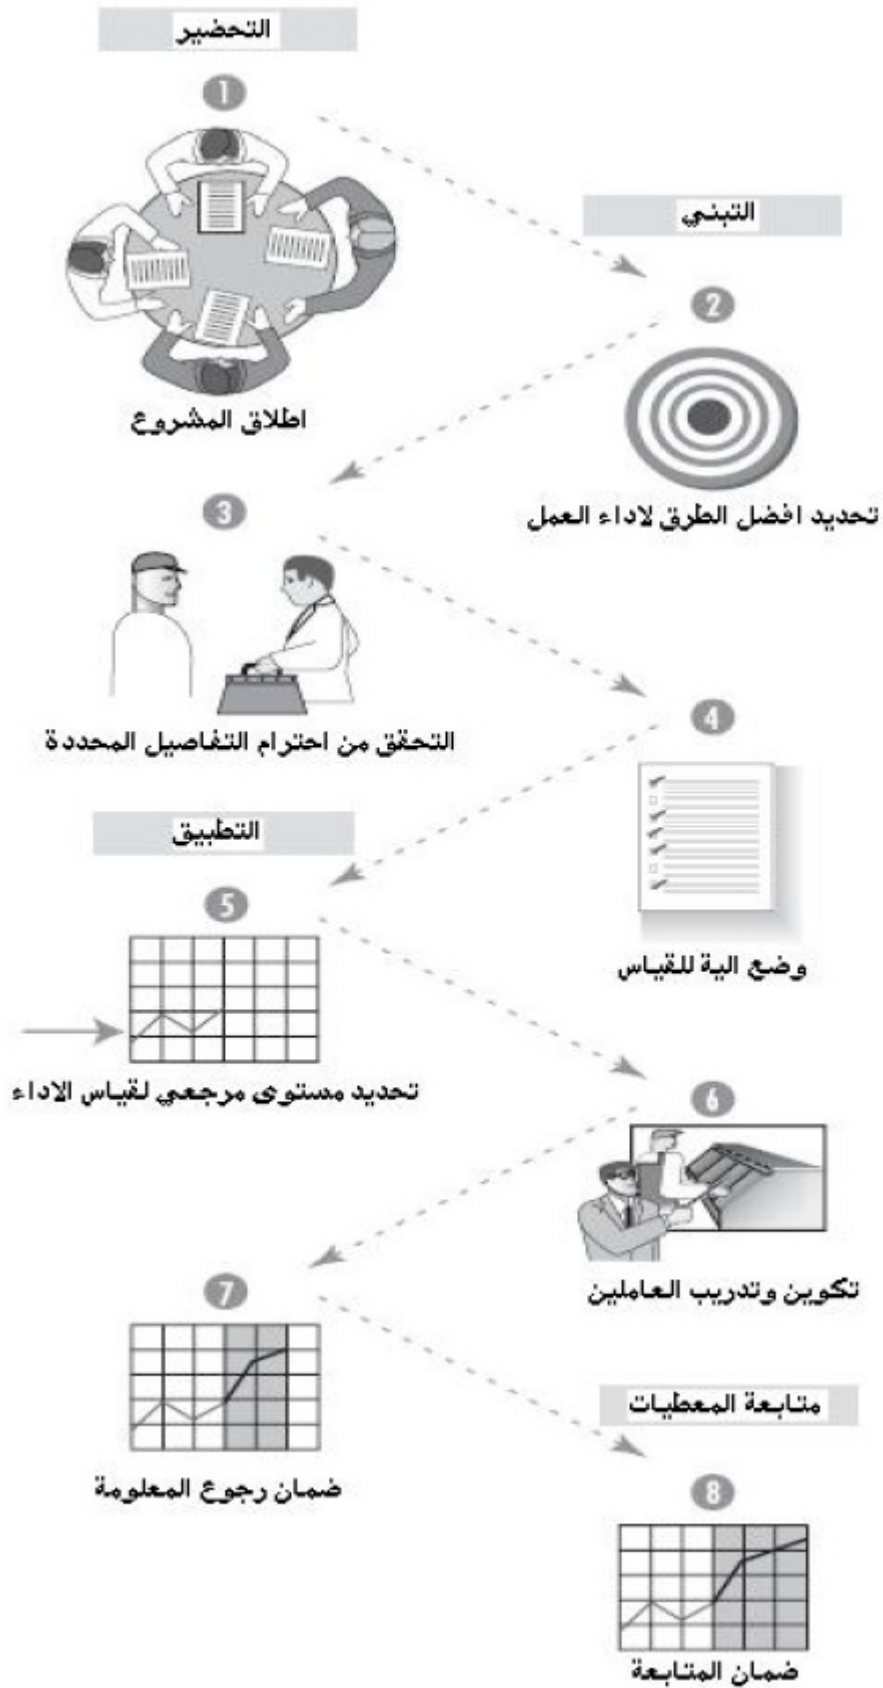 التحضير
1
اطلاق المشروع
التبني
2
تحديد افضل الطرق لاداء العمل
3
التحقق من احترام التفاصيل المحددة
4
وضع الية للقياس
التطبيق
5
تحديد مستوى مرجعي لقياس الاداء
6
تكوين وتدريب العاملين
7
ضمان رجوع المعلومة
متابعة المعطيات
8
ضمان المتابعة